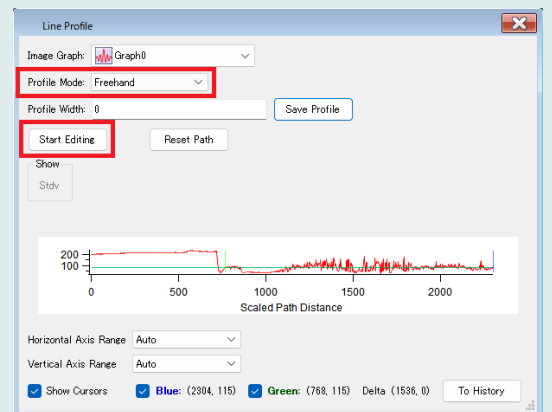 Line Profile
Image Graph: Graph0
Profile Mode: Freehand
Profile Width: 0 Save Profile
Start Editing Reset Path
Show
Stdv
200
100
0 500 1000 1500 2000
Scaled Path Distance
Horizontal Axis Range Auto
Vertical Axis Range Auto
Show Cursors Blue: (2304, 115) Green: (768, 115) Delta (1536, 0) To History